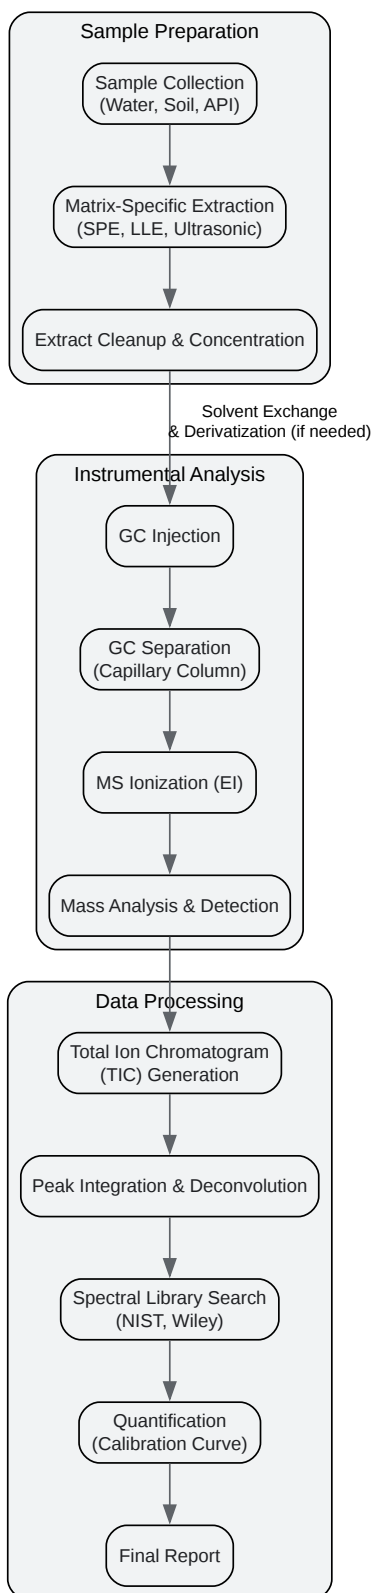 Sample Preparation
Sample Collection
(Water, Soil, API)
Matrix-Specific Extraction
(SPE, LLE, Ultrasonic)
Extract Cleanup & Concentration
Solvent Exchange
& Derivatization (if needed)
Instrumental Analysis
GC Injection
GC Separation
(Capillary Column)
MS Ionization (EI)
Mass Analysis & Detection
Data Processing
Total Ion Chromatogram
(TIC) Generation
Peak Integration & Deconvolution
Spectral Library Search
(NIST, Wiley)
Quantification
(Calibration Curve)
Final Report